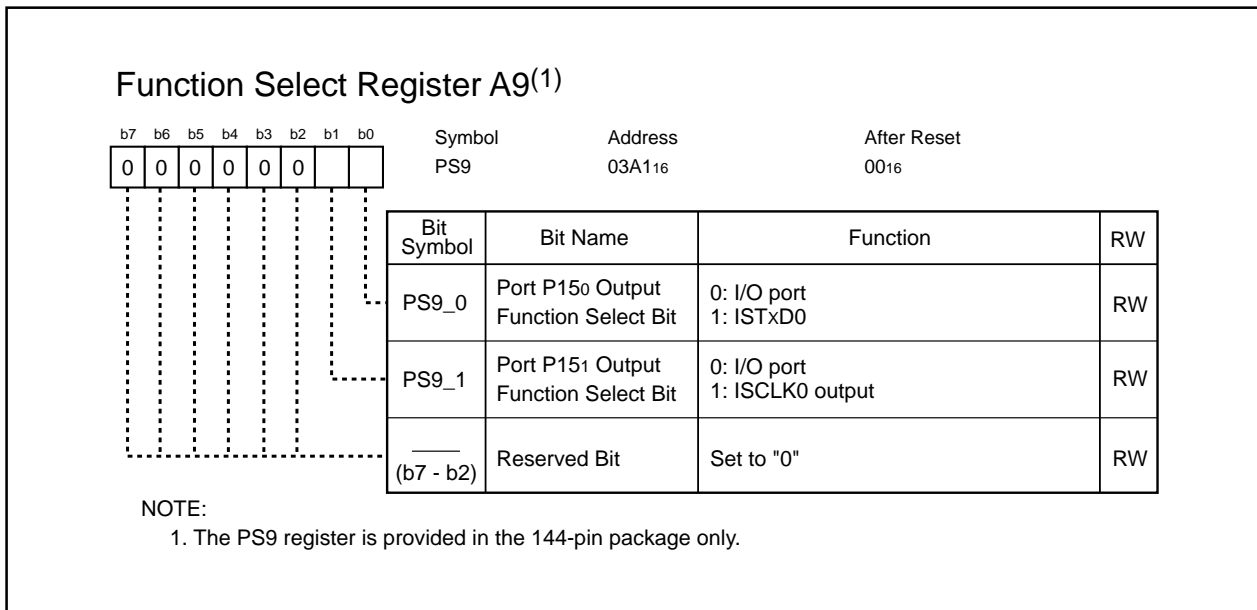 Function Select Register A9(1)
b7 b6 b5 b4 b3 b2 b1 b0
Symbol Address After Reset
0 0 0 0 0 0
PS9 03A116 0016
Bit Symbol Bit Name Function RW
PS9_0 Port P150 Output Function Select Bit 0: I/O port 1: ISTxD0 RW
PS9_1 Port P151 Output Function Select Bit 0: I/O port 1: ISCLK0 output RW
(b7 - b2) Reserved Bit Set to "0" RW
NOTE:
1. The PS9 register is provided in the 144-pin package only.